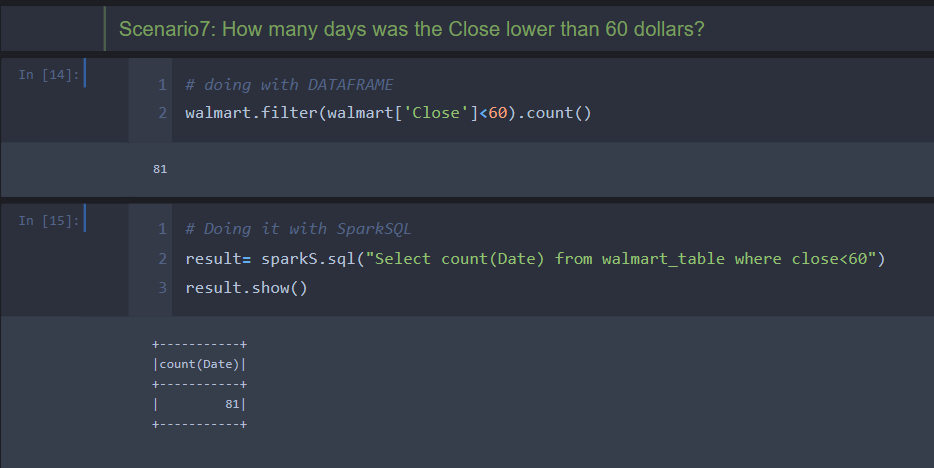 Scenario7: How many days was the Close lower than 60 dollars?
In [14]:
1 # doing with DATAFRAME
2 walmart.filter(walmart['Close']<60).count()
81
In [15]:
1 # Doing it with SparkSQL
2 result= sparkS.sql("Select count(Date) from walmart_table where close<60")
3 result.show()
+-----------+
|count(Date)|
+-----------+
|         81|
+-----------+